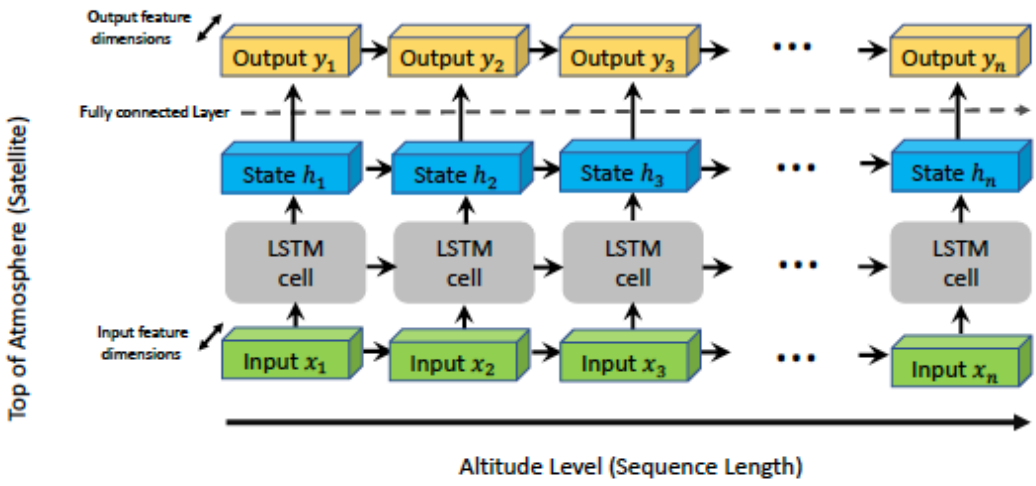 Output feature
dimensions
Output y₁
Output y₂
Output y₃
...
Output yₙ
Fully connected Layer
State h₁
State h₂
State h₃
...
State hₙ
LSTM
cell
LSTM
cell
LSTM
cell
...
LSTM
cell
Input feature
dimensions
Input x₁
Input x₂
Input x₃
...
Input xₙ
Top of Atmosphere (Satellite)
Altitude Level (Sequence Length)